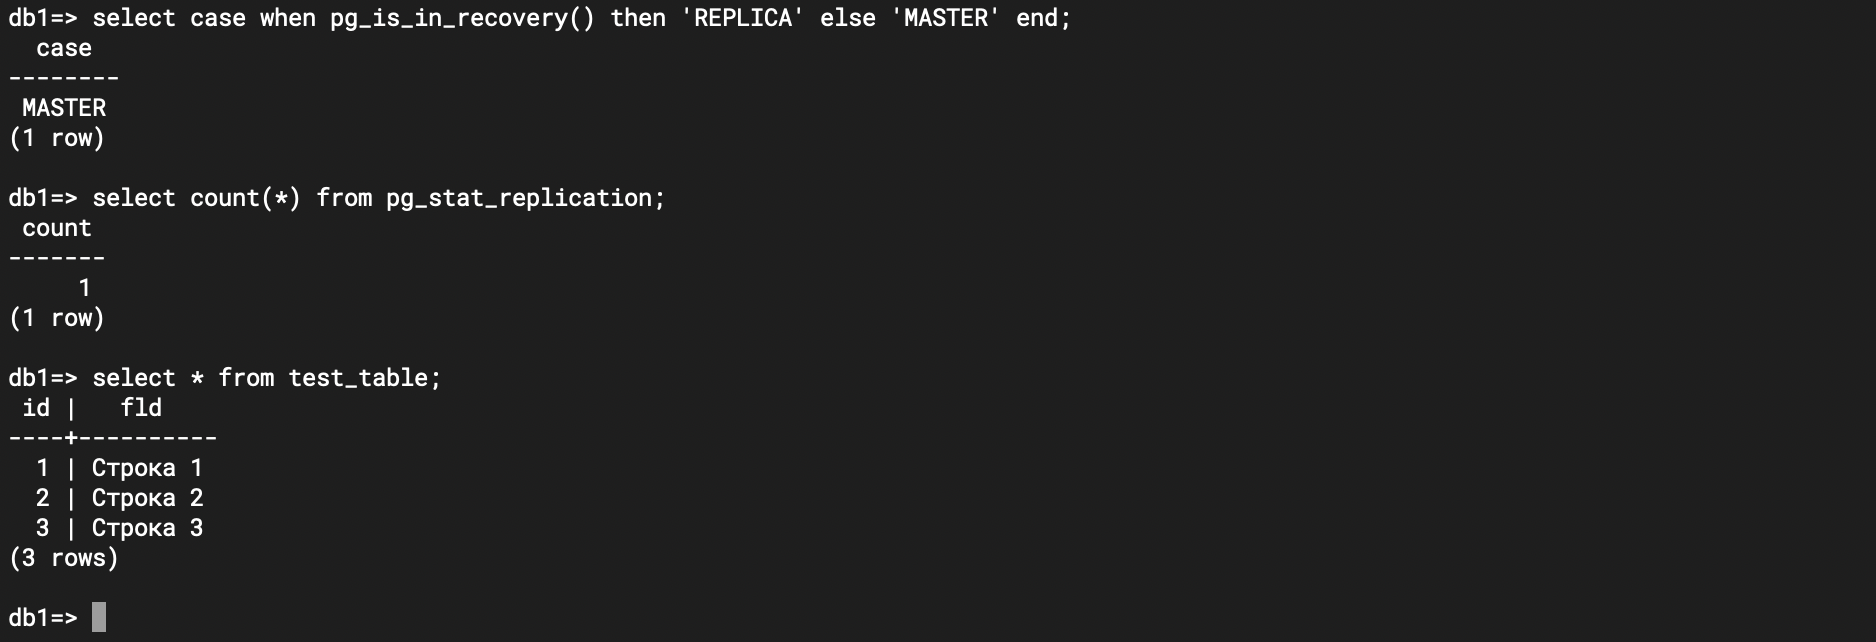 db1=> select case when pg_is_in_recovery() then 'REPLICA' else 'MASTER' end;
  case
--------
 MASTER
(1 row)

db1=> select count(*) from pg_stat_replication;
 count
-------
     1
(1 row)

db1=> select * from test_table;
 id |   fld
----+----------
  1 | Строка 1
  2 | Строка 2
  3 | Строка 3
(3 rows)

db1=>